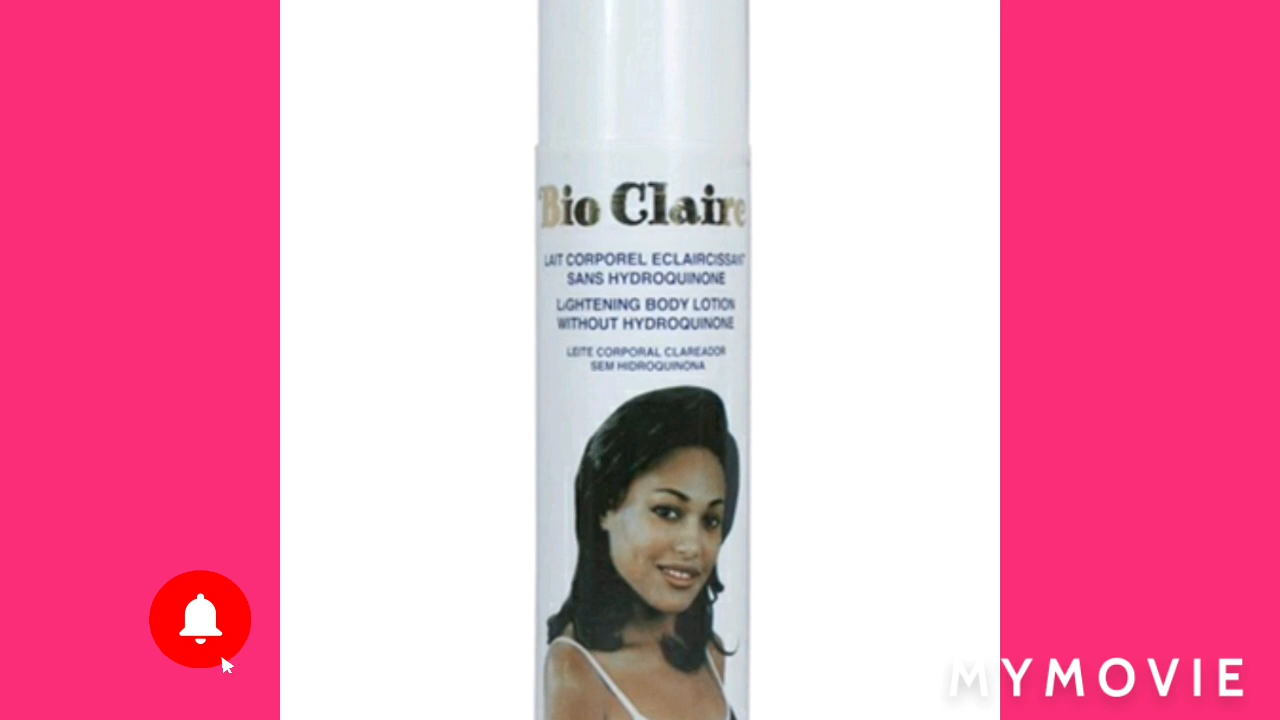 Bio Claire
LAIT CORPOREL ECLAIRCISSANT
SANS HYDROQUINONE
LIGHTENING BODY LOTION
WITHOUT HYDROQUINONE
LEITE CORPORAL CLAREADOR
SEM HIDROQUINONA
MYMOVIE